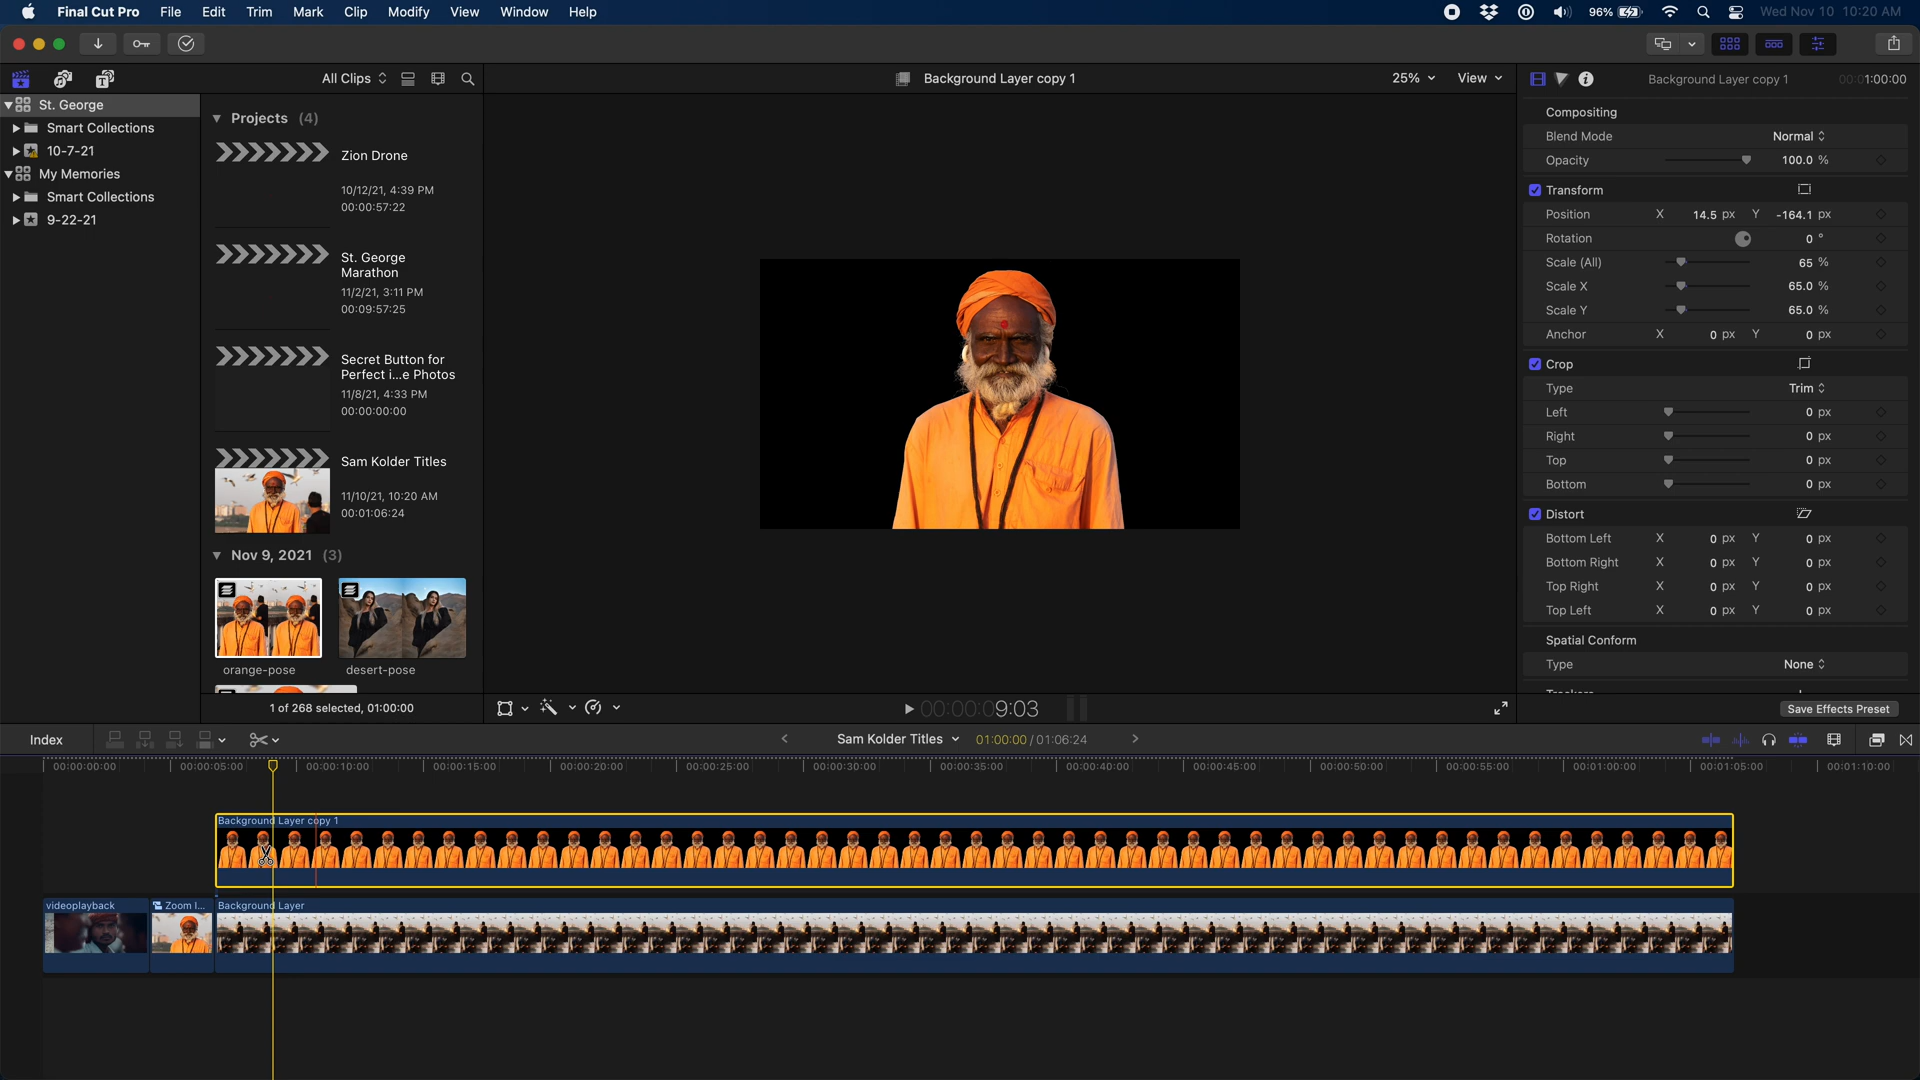 Final Cut Pro File Edit Trim Mark Clip Modify View Window Help 96% Wed Nov 10 10:20 AM
All Clips
Background Layer copy 1 25% View
Background Layer copy 1 00:01:00:00
St. George
Smart Collections
10-7-21
My Memories
Smart Collections
9-22-21
Projects (4)
Zion Drone
10/12/21, 4:39 PM
00:00:57:22
St. George
Marathon
11/2/21, 3:11 PM
00:09:57:25
Secret Button for
Perfect i...e Photos
11/8/21, 4:33 PM
00:00:00:00
Sam Kolder Titles
11/10/21, 10:20 AM
00:01:06:24
Nov 9, 2021 (3)
orange-pose desert-pose
1 of 268 selected, 01:00:00
00:00:09:03
Compositing
Blend Mode Normal
Opacity 100.0 %
Transform
Position X 14.5 px Y -164.1 px
Rotation 0 °
Scale (All) 65 %
Scale X 65.0 %
Scale Y 65.0 %
Anchor X 0 px Y 0 px
Crop
Type Trim
Left 0 px
Right 0 px
Top 0 px
Bottom 0 px
Distort
Bottom Left X 0 px Y 0 px
Bottom Right X 0 px Y 0 px
Top Right X 0 px Y 0 px
Top Left X 0 px Y 0 px
Spatial Conform
Type None
Save Effects Preset
Index Sam Kolder Titles 01:00:00 / 01:06:24
00:00:00:00 00:00:05:00 00:00:10:00 00:00:15:00 00:00:20:00 00:00:25:00 00:00:30:00 00:00:35:00 00:00:40:00 00:00:45:00 00:00:50:00 00:00:55:00 00:01:00:00 00:01:05:00 00:01:10:00
Background Layer copy 1
videoplayback Zoom I... Background Layer